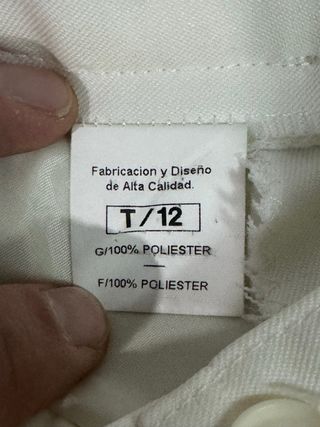 Fabricacion y Diseño
de Alta Calidad.
T/12
G/100% POLIESTER
F/100% POLIESTER